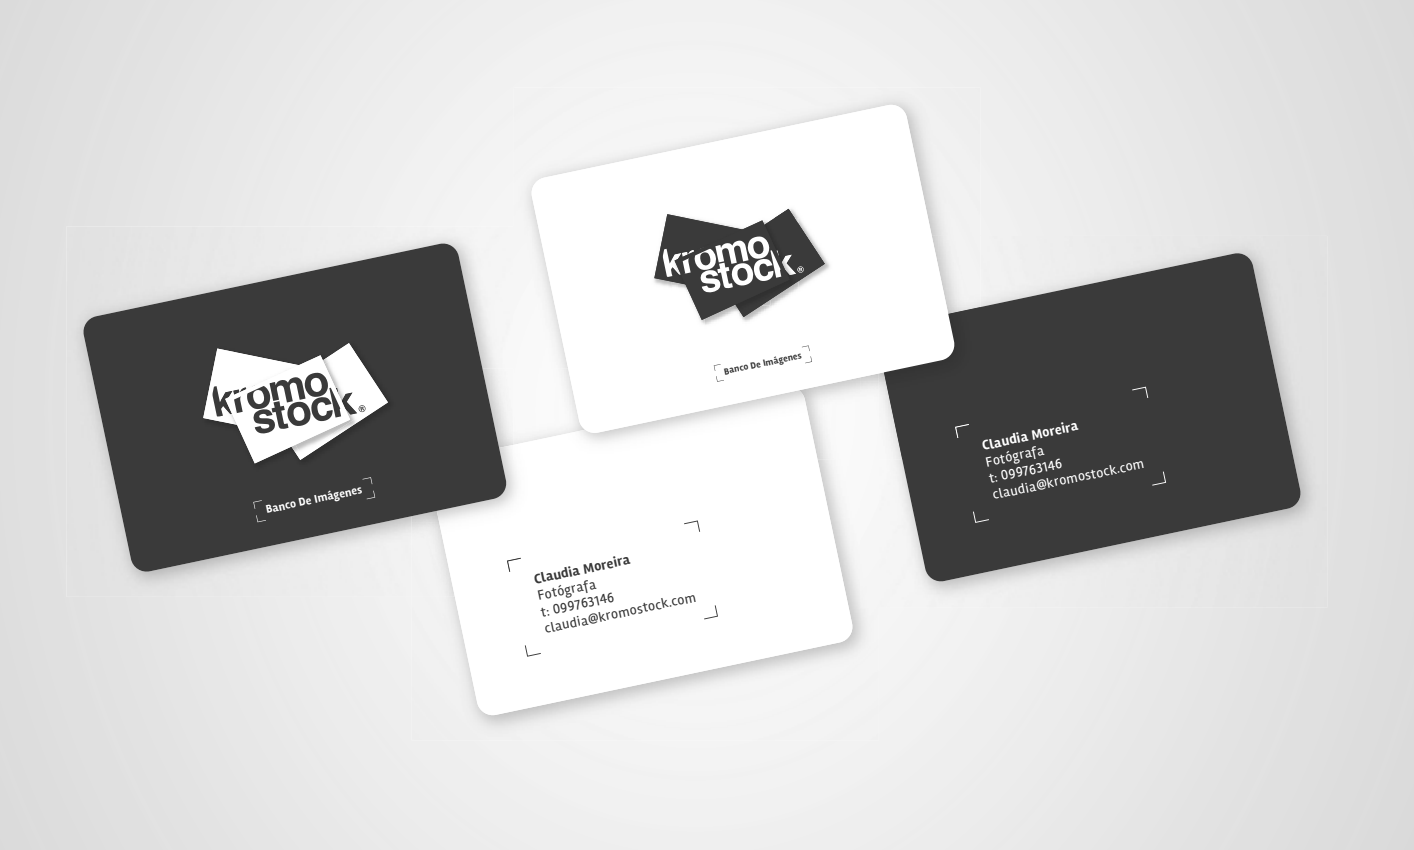 kromo
stock®
Banco De Imágenes
kromo
stock®
Banco De Imágenes
Claudia Moreira
Fotógrafa
t: 099763146
claudia@kromostock.com
Claudia Moreira
Fotógrafa
t: 099763146
claudia@kromostock.com